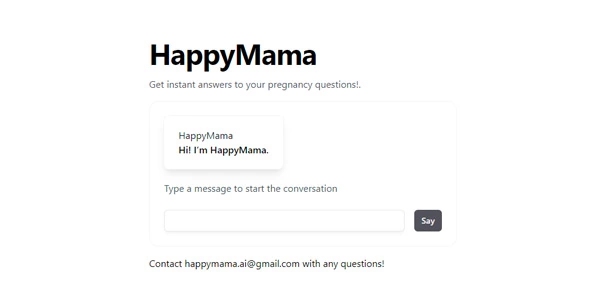 HappyMama
Get instant answers to your pregnancy questions!.
HappyMama
Hi! I'm HappyMama.
Type a message to start the conversation
Say
Contact happymama.ai@gmail.com with any questions!